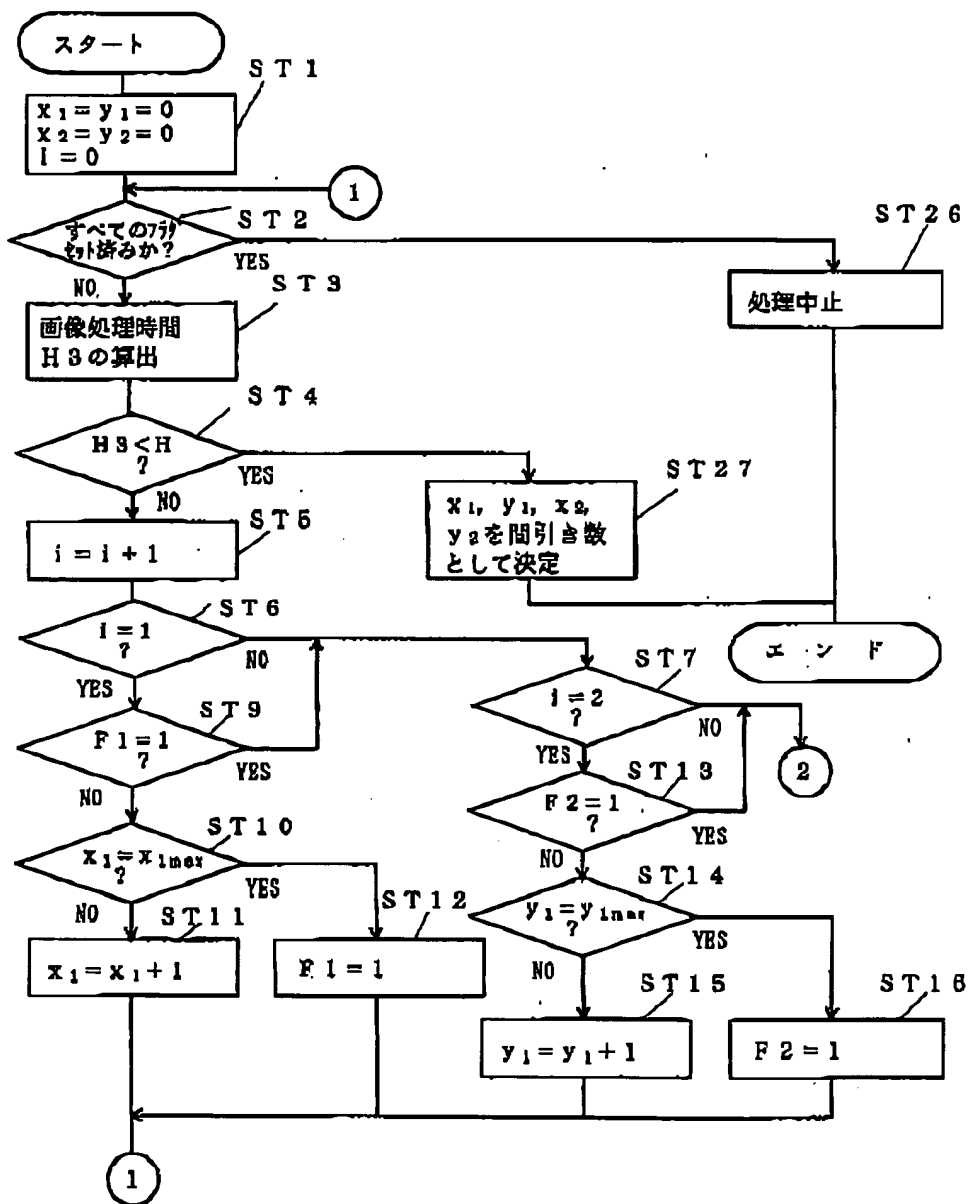 スタート
ST1
x1=y1=0
x2=y2=0
I=0
1
ST2
すべてのフラグ
セット済みか?
YES
NO
ST26
処理中止
ST3
画像処理時間
H3の算出
ST4
H3<H
?
YES
NO
ST27
x1, y1, x2,
y2を間引き数
として決定
ST5
i=i+1
エンド
ST6
i=1
?
NO
YES
ST7
i=2
?
NO
YES
2
ST9
F1=1
?
YES
NO
ST13
F2=1
?
YES
NO
ST10
x1=x1max
?
YES
NO
ST14
y1=y1max
?
YES
NO
ST11
x1=x1+1
ST12
F1=1
ST15
y1=y1+1
ST16
F2=1
1